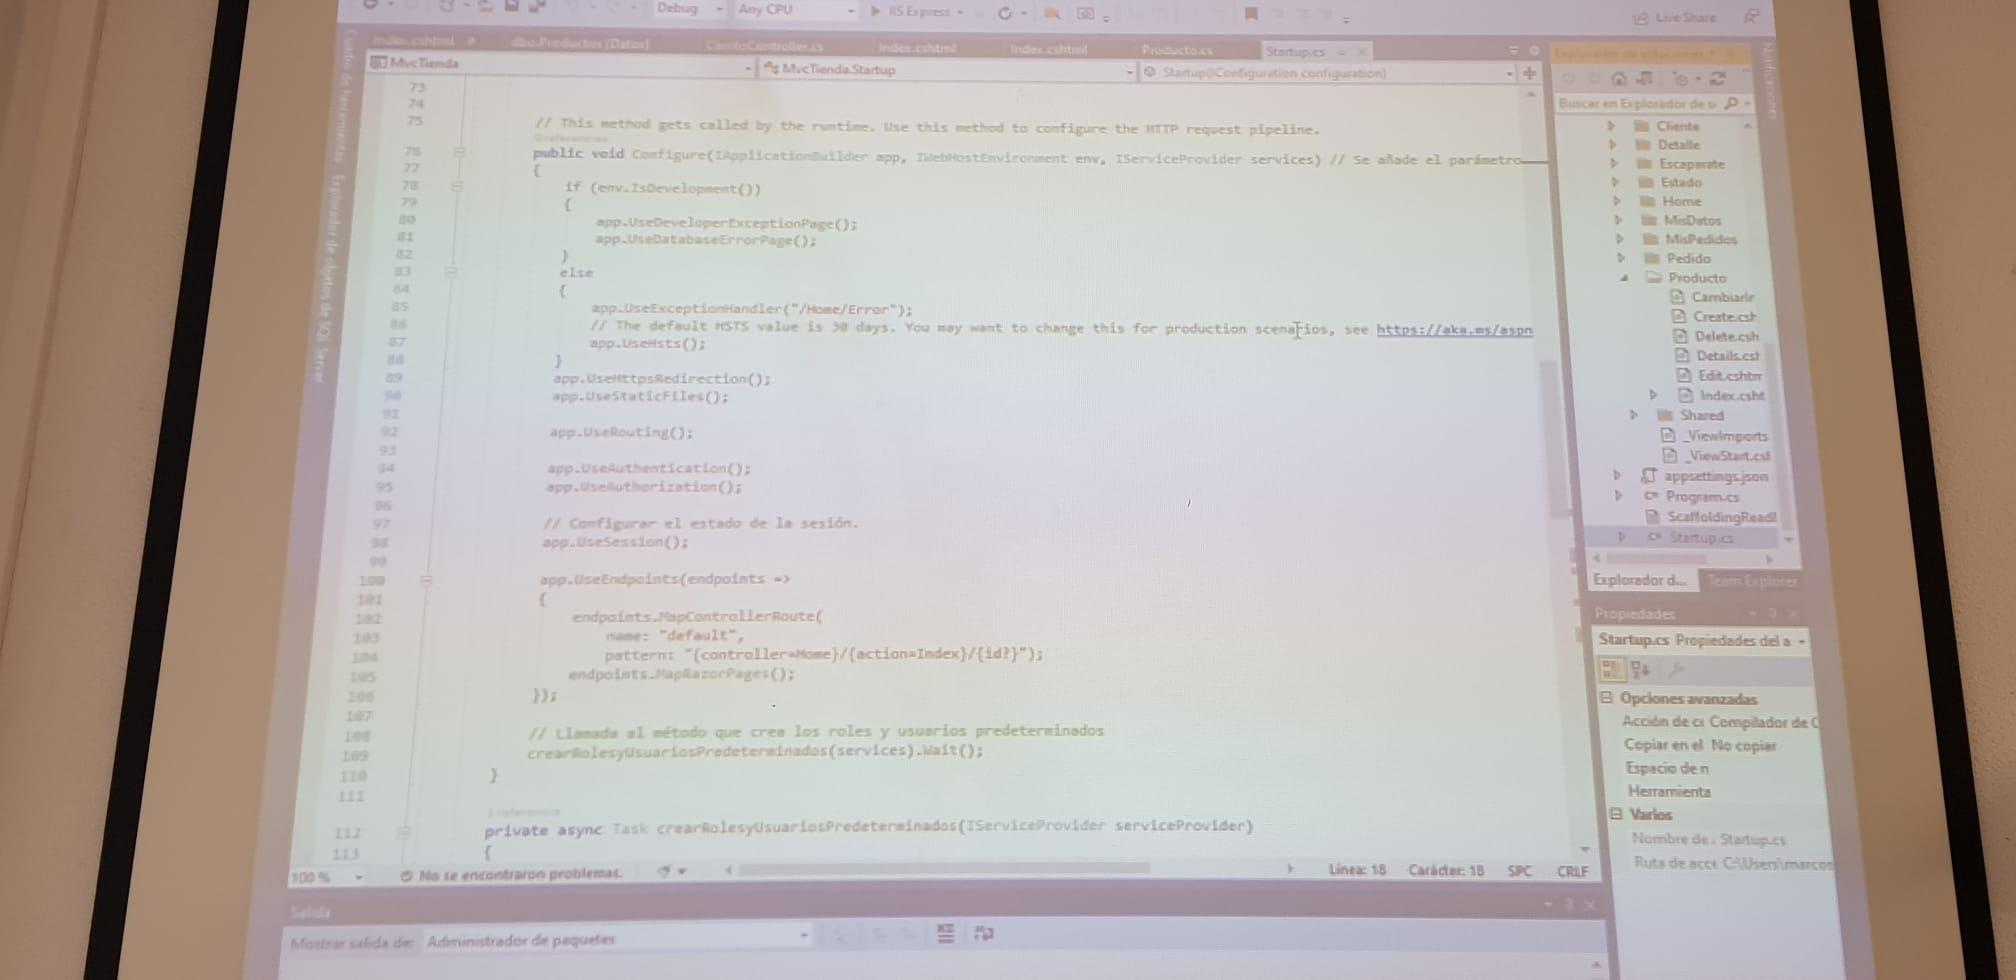 Debug Any CPU IIS Express Live Share
Index.cshtml dbo.Productos [Datos] CarritoController.cs Index.cshtml Index.cshtml Producto.cs Startup.cs
MvcTienda MvcTienda.Startup Startup(IConfiguration configuration)
Cuadro de herramientas Explorador de objetos de SQL Server
73
74
75 // This method gets called by the runtime. Use this method to configure the HTTP request pipeline.
0 referencias
76 public void Configure(IApplicationBuilder app, IWebHostEnvironment env, IServiceProvider services) // Se añade el parámetro
77 {
78 if (env.IsDevelopment())
79 {
80 app.UseDeveloperExceptionPage();
81 app.UseDatabaseErrorPage();
82 }
83 else
84 {
85 app.UseExceptionHandler("/Home/Error");
86 // The default HSTS value is 30 days. You may want to change this for production scenarios, see https://aka.ms/aspn
87 app.UseHsts();
88 }
89 app.UseHttpsRedirection();
90 app.UseStaticFiles();
91
92 app.UseRouting();
93
94 app.UseAuthentication();
95 app.UseAuthorization();
96
97 // Configurar el estado de la sesión.
98 app.UseSession();
99
100 app.UseEndpoints(endpoints =>
101 {
102 endpoints.MapControllerRoute(
103 name: "default",
104 pattern: "{controller=Home}/{action=Index}/{id?}");
105 endpoints.MapRazorPages();
106 });
107
108 // Llamada al método que crea los roles y usuarios predeterminados
109 crearRolesyUsuariosPredeterminados(services).Wait();
110 }
111
1 referencia
112 private async Task crearRolesyUsuariosPredeterminados(IServiceProvider serviceProvider)
113 {
100 % No se encontraron problemas. Línea: 18 Carácter: 18 SPC CRLF
Salida
Mostrar salida de: Administrador de paquetes
Explorador de soluciones
Notificaciones
Buscar en Explorador de s
Cliente
Detalle
Escaparate
Estado
Home
MisDatos
MisPedidos
Pedido
Producto
Cambiarlr
Create.csh
Delete.csh
Details.csl
Edit.cshtm
Index.csht
Shared
_ViewImports
_ViewStart.csl
appsettings.json
Program.cs
ScaffoldingRead
Startup.cs
Explorador d... Team Explorer
Propiedades
Startup.cs Propiedades del a
Opciones avanzadas
Acción de co Compilador de C
Copiar en el No copiar
Espacio de n
Herramienta
Varios
Nombre de Startup.cs
Ruta de acce C:\Users\marcos